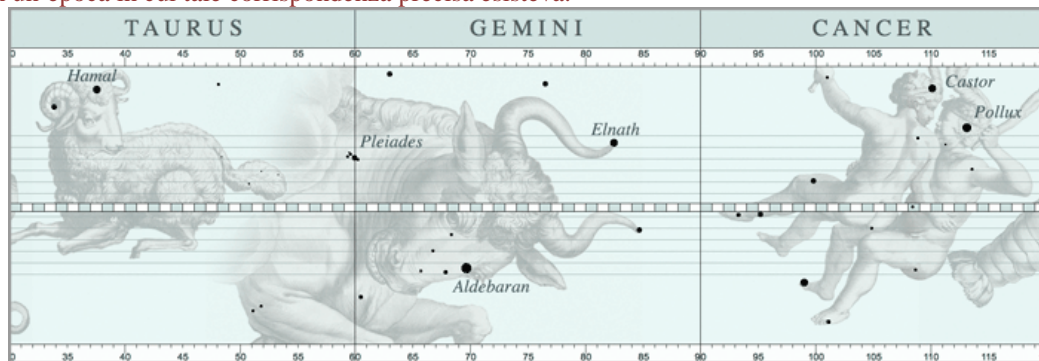 un'epoca in cui tale corrispondenza precisa esisteva.
TAURUS GEMINI CANCER
35 40 45 50 55 60 65 70 75 80 85 90 95 100 105 110 115
Hamal
Castor
Pollux
Elnath
Pleiades
Aldebaran
35 40 45 50 55 60 65 70 75 80 85 90 95 100 105 110 115